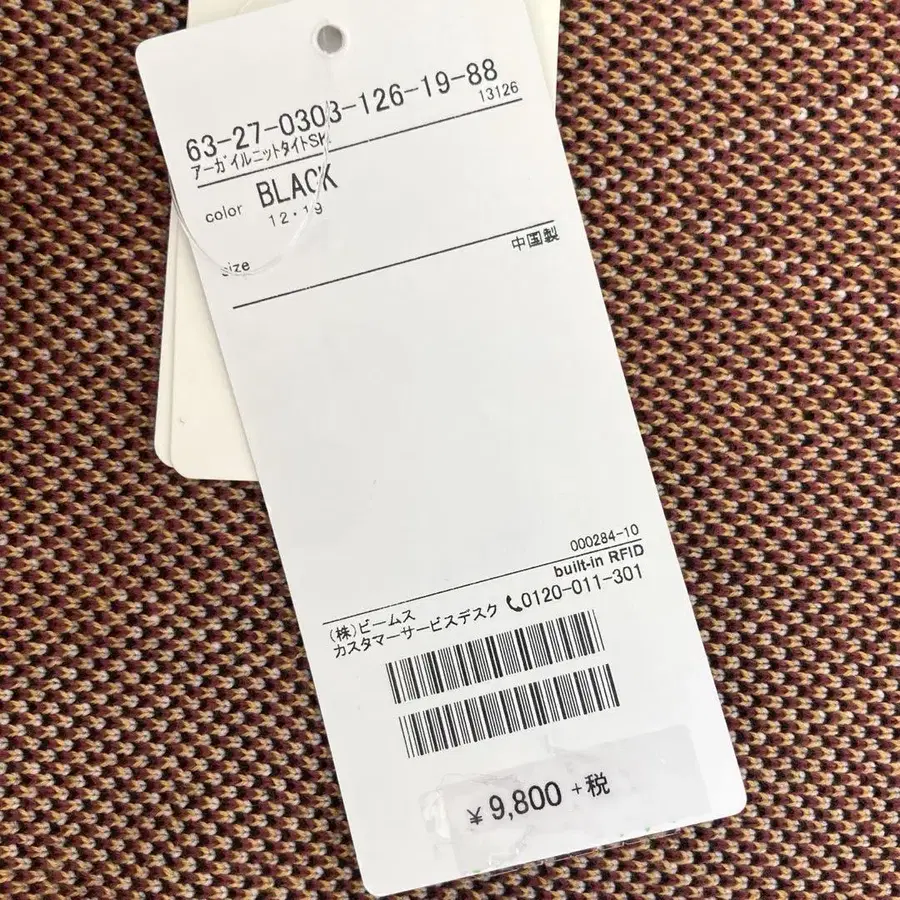 63-27-0303-126-19-88
13126
アーガイルニットタイトSK
color BLACK
12・19
size
中国製
000284-10
built-in RFID
(株)ビームス
カスタマーサービスデスク 0120-011-301
¥9,800 +税